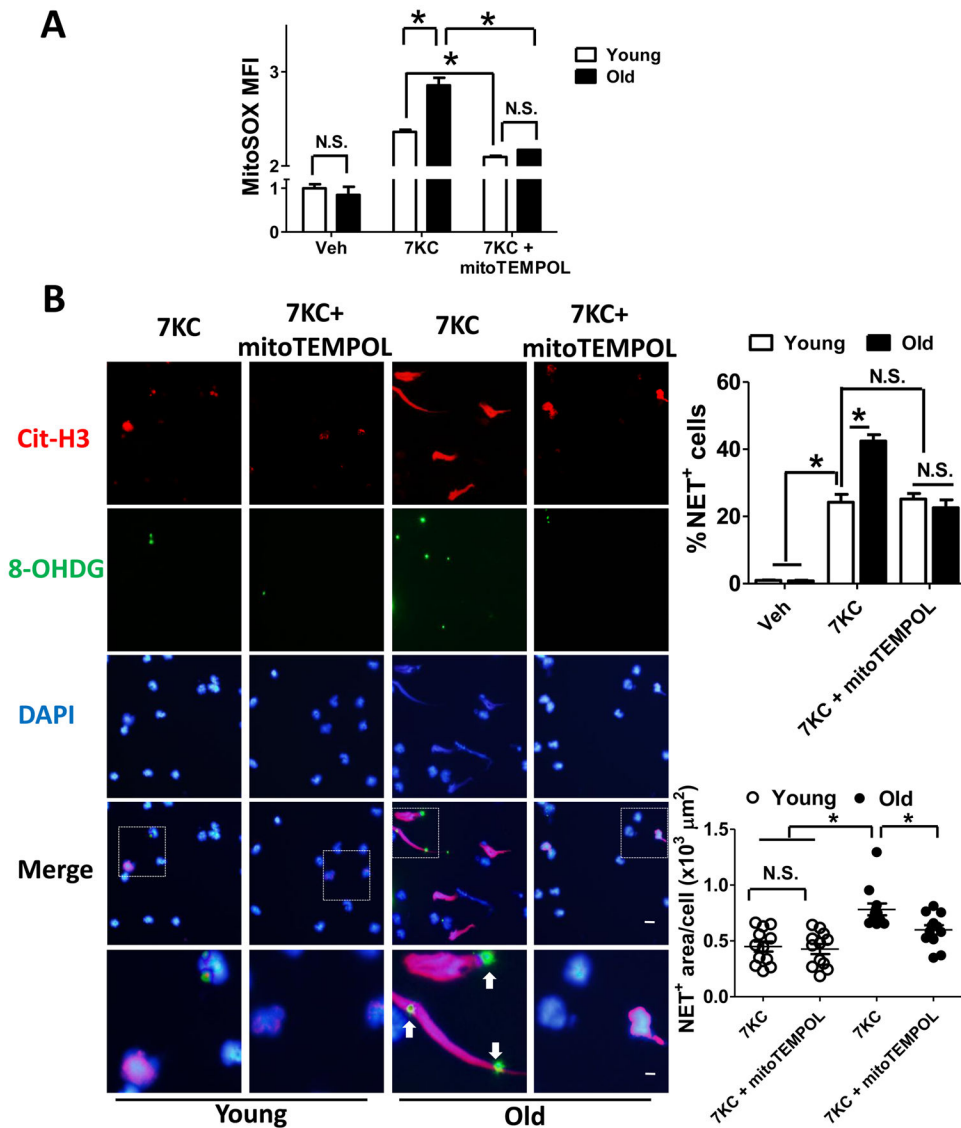 A
MitoSOX MFI
3
2
1
0
*
*
*
N.S.
N.S.
Young
Old
Veh
7KC
7KC +
mitoTEMPOL
B
7KC
7KC+
mitoTEMPOL
7KC
7KC+
mitoTEMPOL
Cit-H3
8-OHDG
DAPI
Merge
Young
Old
Young
Old
%NET⁺ cells
60
40
20
0
N.S.
*
*
N.S.
Veh
7KC
7KC + mitoTEMPOL
Young
Old
NET⁺ area/cell (x10³ μm²)
1.5
1.0
0.5
0.0
*
*
N.S.
7KC
7KC + mitoTEMPOL
7KC
7KC + mitoTEMPOL